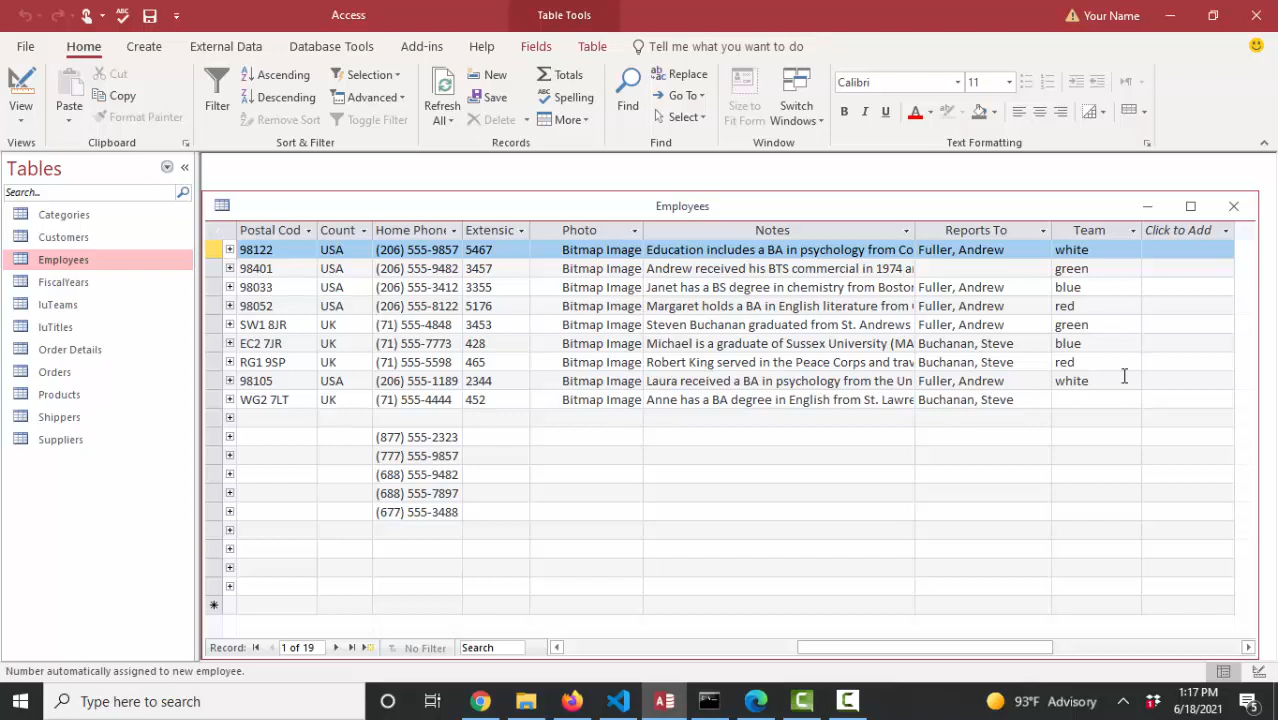 Access
Table Tools
Your Name
File Home Create External Data Database Tools Add-ins Help Fields Table Tell me what you want to do
View
Views
Paste
Cut
Copy
Format Painter
Clipboard
Filter
Ascending
Descending
Remove Sort
Selection
Advanced
Toggle Filter
Sort & Filter
Refresh
All
New
Save
Delete
Totals
Spelling
More
Records
Find
Replace
Go To
Select
Find
Size to
Fit Form
Switch
Windows
Window
Calibri
11
B I U A
Text Formatting
Tables
Search...
Categories
Customers
Employees
FiscalYears
luTeams
luTitles
Order Details
Orders
Products
Shippers
Suppliers
Employees
Postal Cod Count Home Phone Extensic Photo Notes Reports To Team Click to Add
98122 USA (206) 555-9857 5467 Bitmap Image Education includes a BA in psychology from Co Fuller, Andrew white
98401 USA (206) 555-9482 3457 Bitmap Image Andrew received his BTS commercial in 1974 a green
98033 USA (206) 555-3412 3355 Bitmap Image Janet has a BS degree in chemistry from Boston Fuller, Andrew blue
98052 USA (206) 555-8122 5176 Bitmap Image Margaret holds a BA in English literature from Fuller, Andrew red
SW1 8JR UK (71) 555-4848 3453 Bitmap Image Steven Buchanan graduated from St. Andrews Fuller, Andrew green
EC2 7JR UK (71) 555-7773 428 Bitmap Image Michael is a graduate of Sussex University (MA Buchanan, Steve blue
RG1 9SP UK (71) 555-5598 465 Bitmap Image Robert King served in the Peace Corps and trav Buchanan, Steve red
98105 USA (206) 555-1189 2344 Bitmap Image Laura received a BA in psychology from the Un Fuller, Andrew white
WG2 7LT UK (71) 555-4444 452 Bitmap Image Anne has a BA degree in English from St. Lawre Buchanan, Steve
(877) 555-2323
(777) 555-9857
(688) 555-9482
(688) 555-7897
(677) 555-3488
Record: 1 of 19 No Filter Search
Number automatically assigned to new employee.
Type here to search
93°F Advisory
1:17 PM
6/18/2021
5